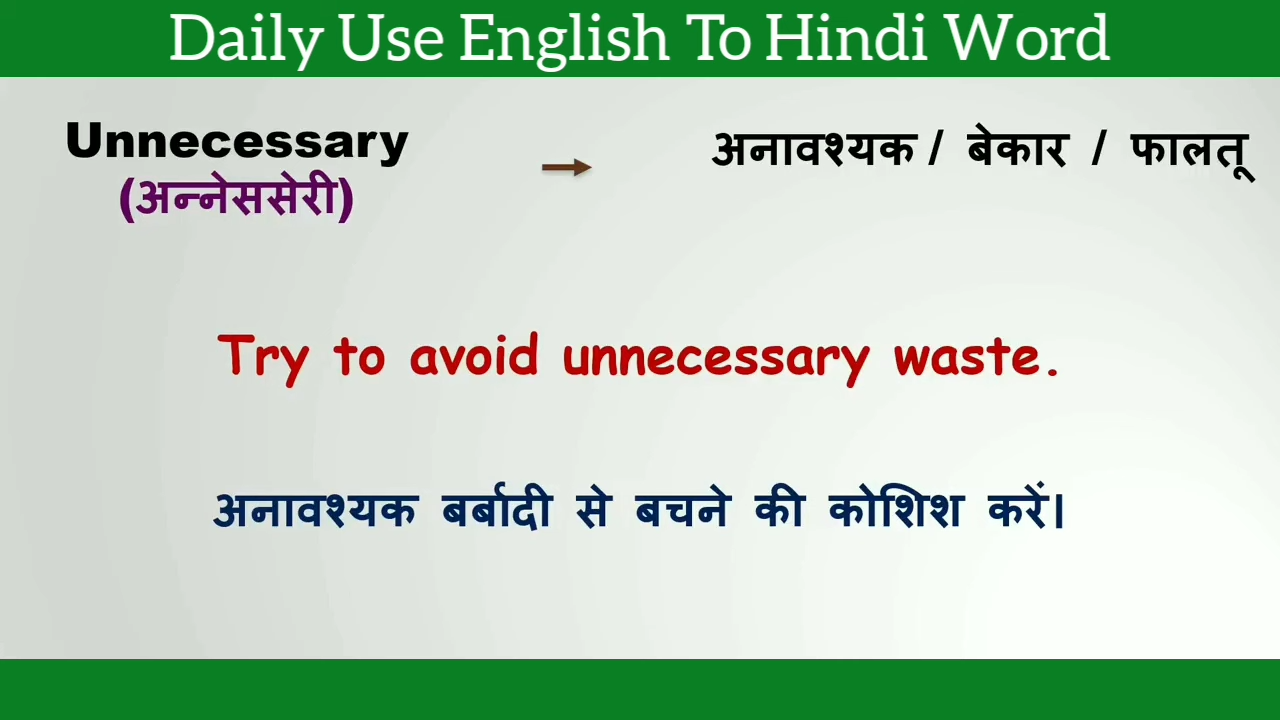 Daily Use English To Hindi Word
Unnecessary → अनावश्यक / बेकार / फालतू
(अन्नेससेरी)
Try to avoid unnecessary waste.
अनावश्यक बर्बादी से बचने की कोशिश करें।